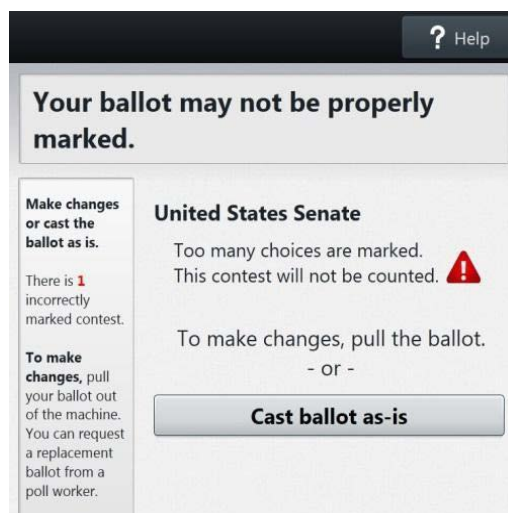 ? Help
Your ballot may not be properly
marked.
Make changes
or cast the
ballot as is.
There is 1
incorrectly
marked contest.
To make
changes, pull
your ballot out
of the machine.
You can request
a replacement
ballot from a
poll worker.
United States Senate
Too many choices are marked.
This contest will not be counted.
To make changes, pull the ballot.
- or -
Cast ballot as-is